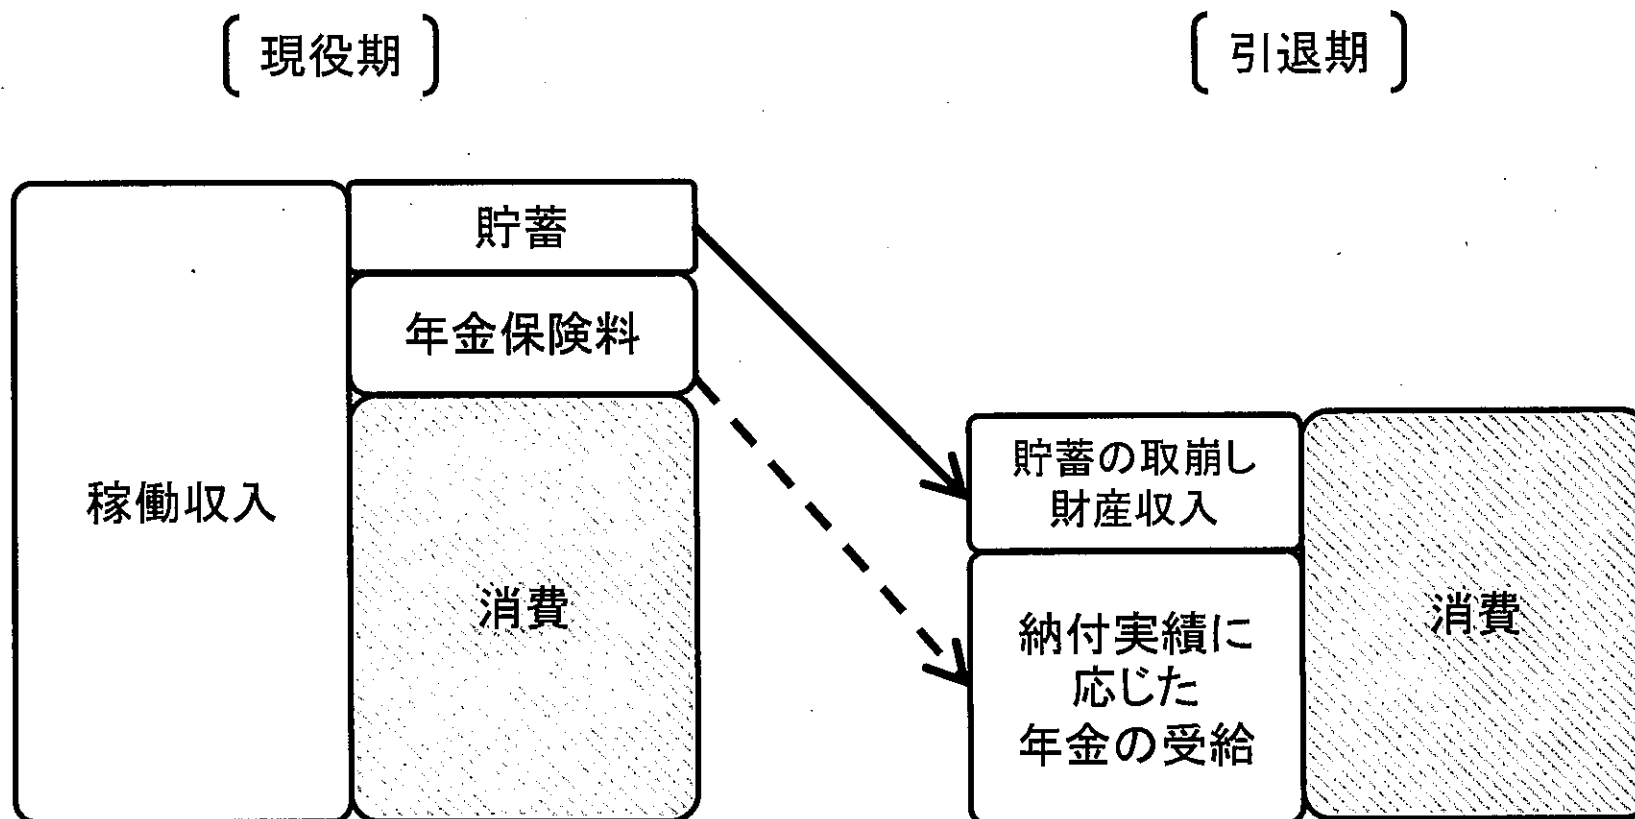 〔 現役期 〕
〔 引退期 〕
稼働収入
貯蓄
年金保険料
消費
貯蓄の取崩し
財産収入
納付実績に
応じた
年金の受給
消費